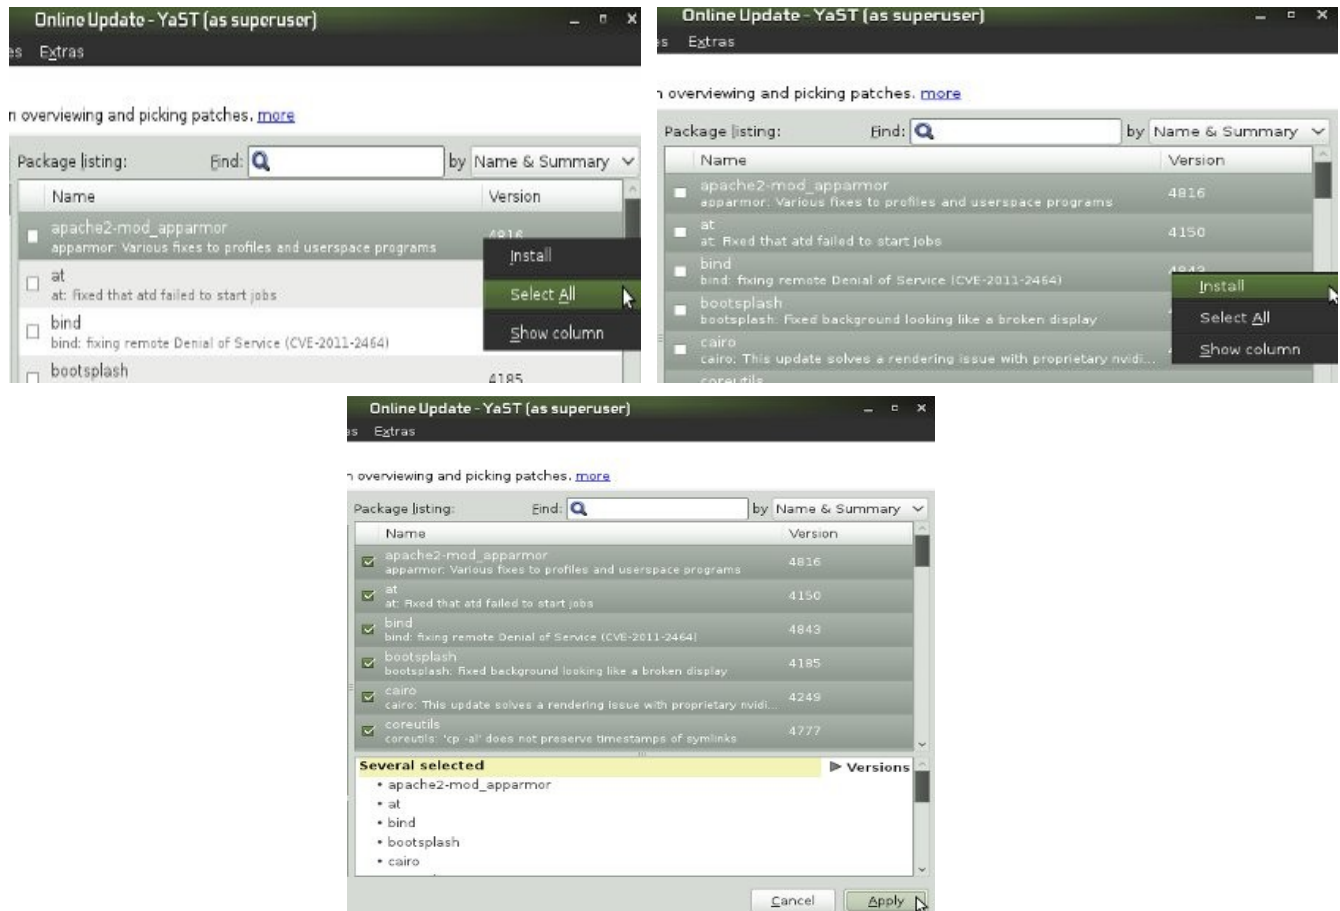 Online Update - YaST (as superuser)
es Extras
n overviewing and picking patches. more
Package listing: Find: by Name & Summary
Name Version
apache2-mod_apparmor 4816
apparmor: Various fixes to profiles and userspace programs
Install
at
at: fixed that atd failed to start jobs
Select All
bind
bind: fixing remote Denial of Service (CVE-2011-2464)
Show column
bootsplash 4185
Online Update - YaST (as superuser)
es Extras
n overviewing and picking patches. more
Package listing: Find: by Name & Summary
Name Version
apache2-mod_apparmor 4816
apparmor: Various fixes to profiles and userspace programs
at 4150
at: fixed that atd failed to start jobs
bind 4843
bind: fixing remote Denial of Service (CVE-2011-2464)
Install
bootsplash
bootsplash: Fixed background looking like a broken display
Select All
cairo
cairo: This update solves a rendering issue with proprietary nvidi...
Show column
coreutils
Online Update - YaST (as superuser)
es Extras
n overviewing and picking patches. more
Package listing: Find: by Name & Summary
Name Version
apache2-mod_apparmor 4816
apparmor: Various fixes to profiles and userspace programs
at 4150
at: fixed that atd failed to start jobs
bind 4843
bind: fixing remote Denial of Service (CVE-2011-2464)
bootsplash 4185
bootsplash: Fixed background looking like a broken display
cairo 4249
cairo: This update solves a rendering issue with proprietary nvidi...
coreutils 4777
coreutils: 'cp -al' does not preserve timestamps of symlinks
Several selected Versions
• apache2-mod_apparmor
• at
• bind
• bootsplash
• cairo
Cancel Apply